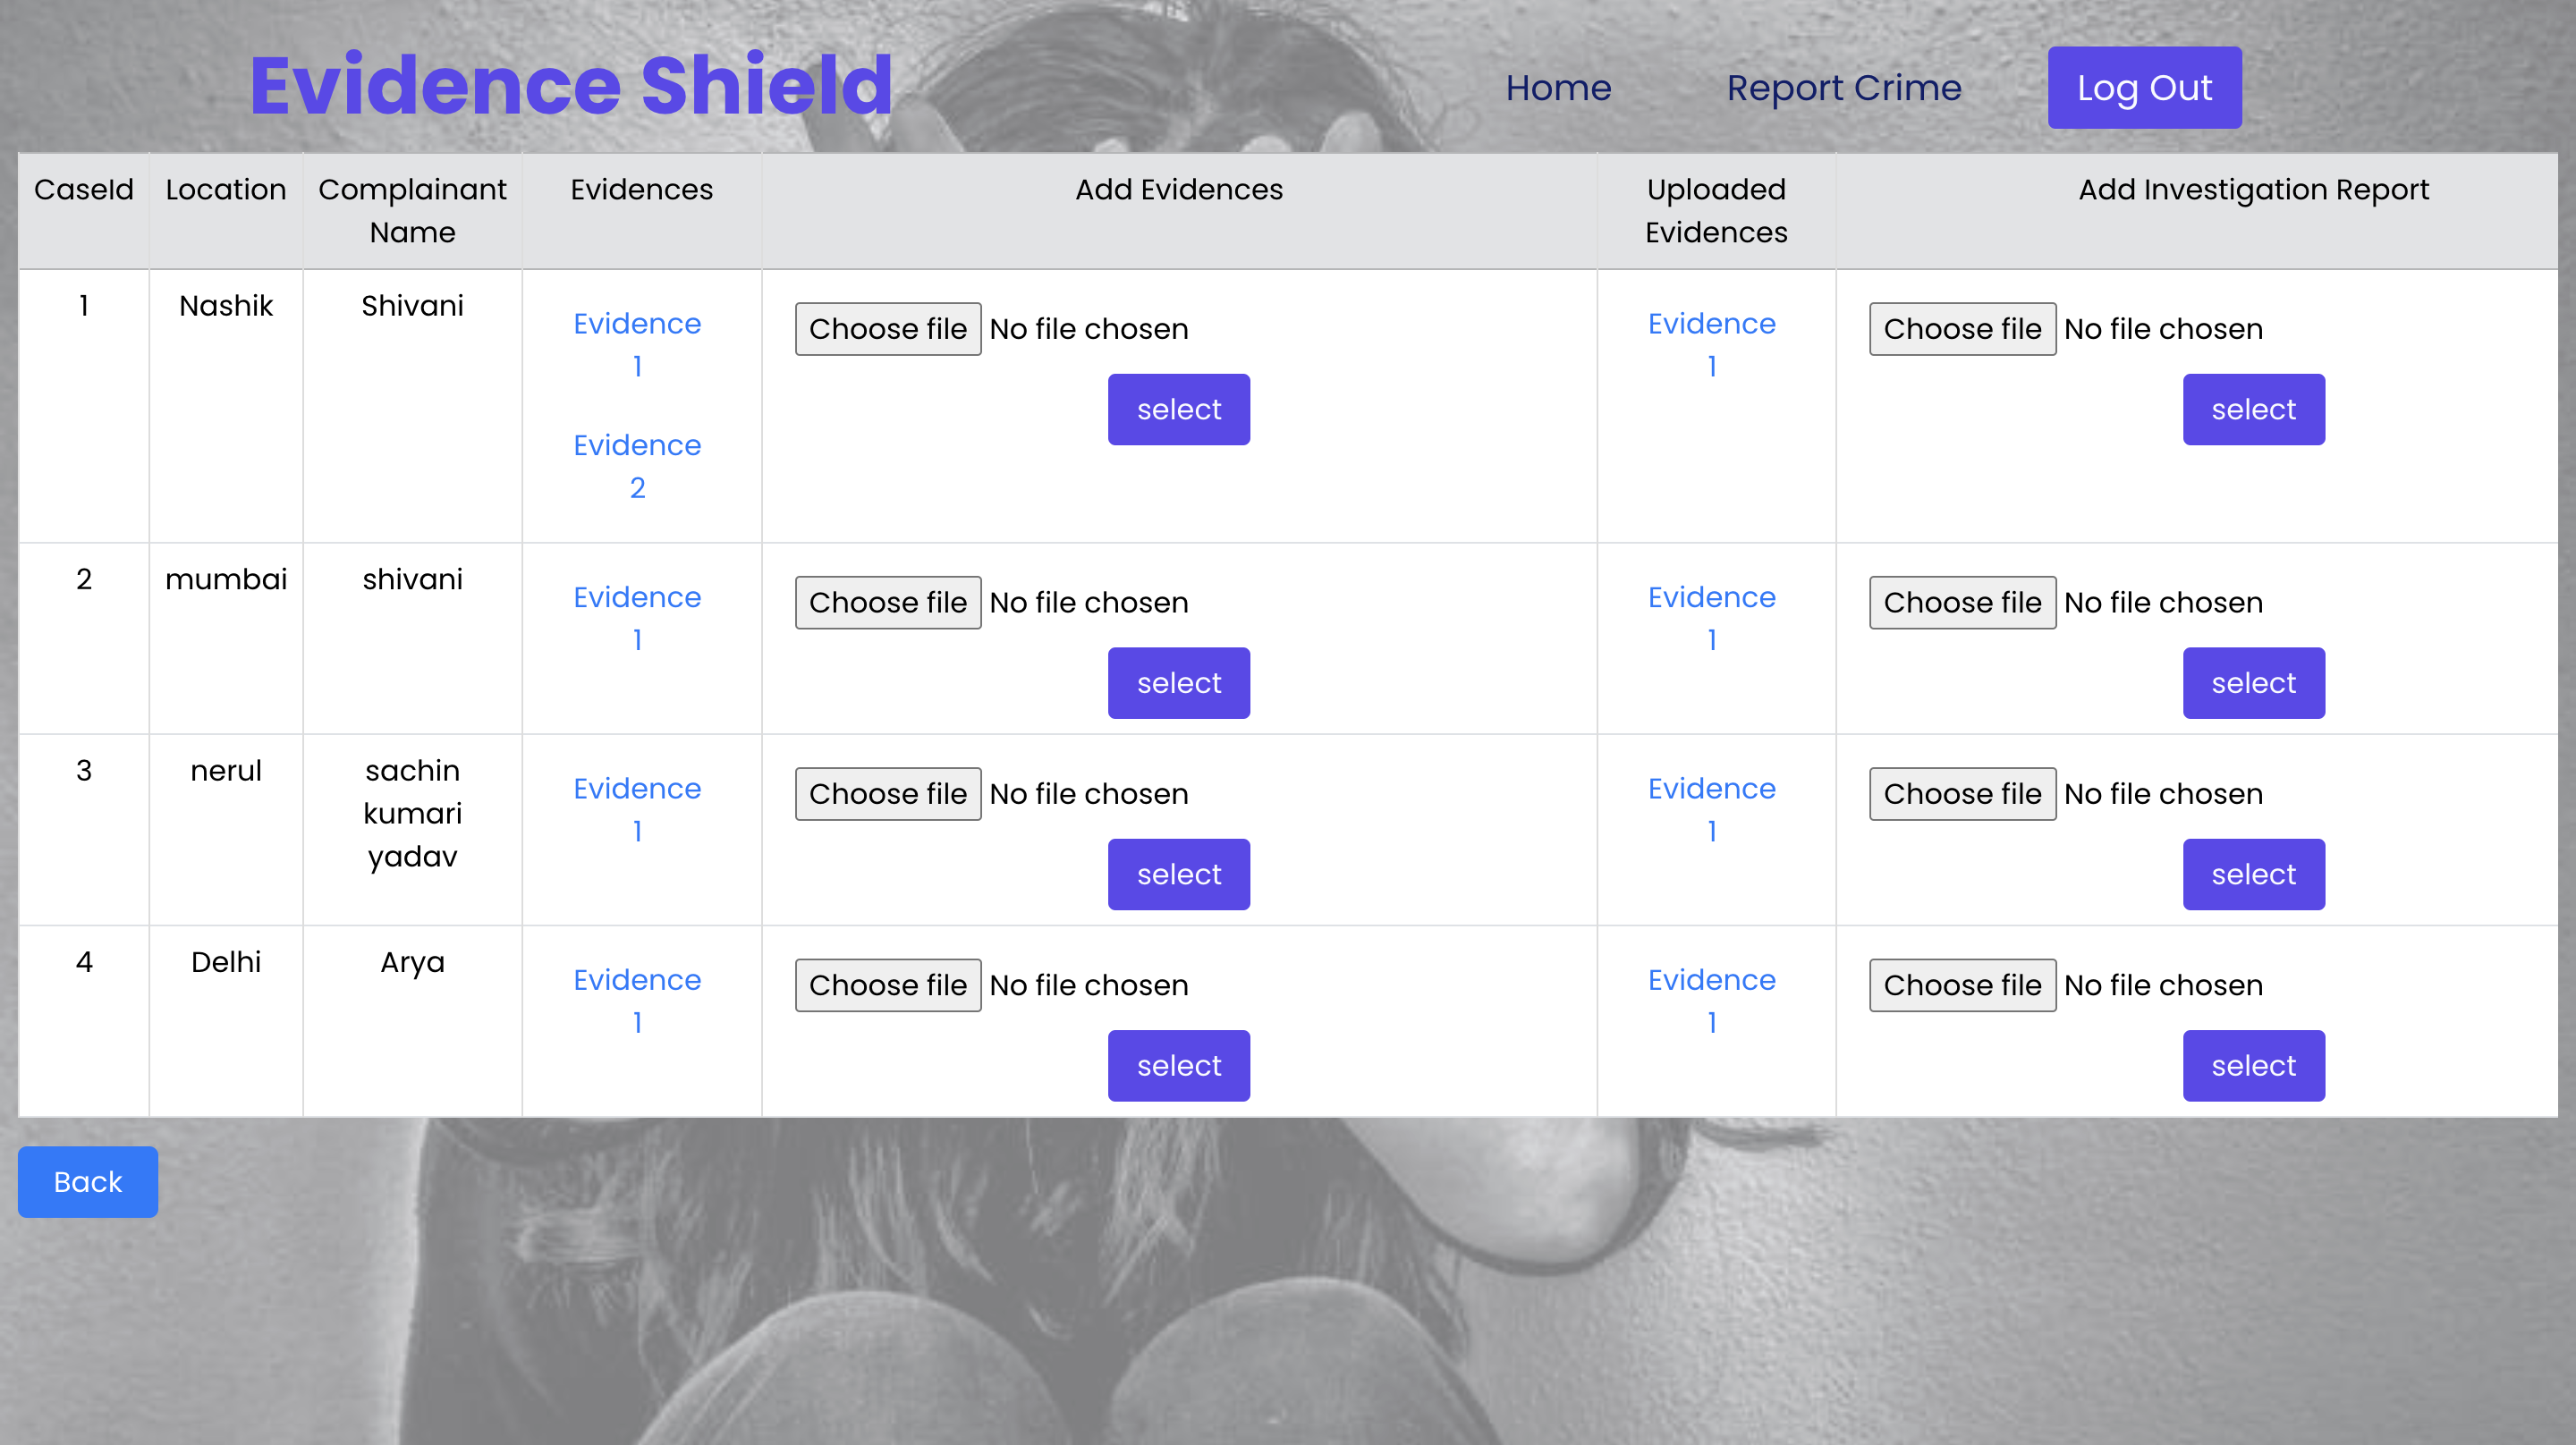 Evidence Shield
Home
Report Crime
Log Out
CaseId
Location
Complainant
Name
Evidences
Add Evidences
Uploaded
Evidences
Add Investigation Report
1
Nashik
Shivani
Evidence
1
Evidence
2
Choose file No file chosen
select
Evidence
1
Choose file No file chosen
select
2
mumbai
shivani
Evidence
1
Choose file No file chosen
select
Evidence
1
Choose file No file chosen
select
3
nerul
sachin
kumari
yadav
Evidence
1
Choose file No file chosen
select
Evidence
1
Choose file No file chosen
select
4
Delhi
Arya
Evidence
1
Choose file No file chosen
select
Evidence
1
Choose file No file chosen
select
Back